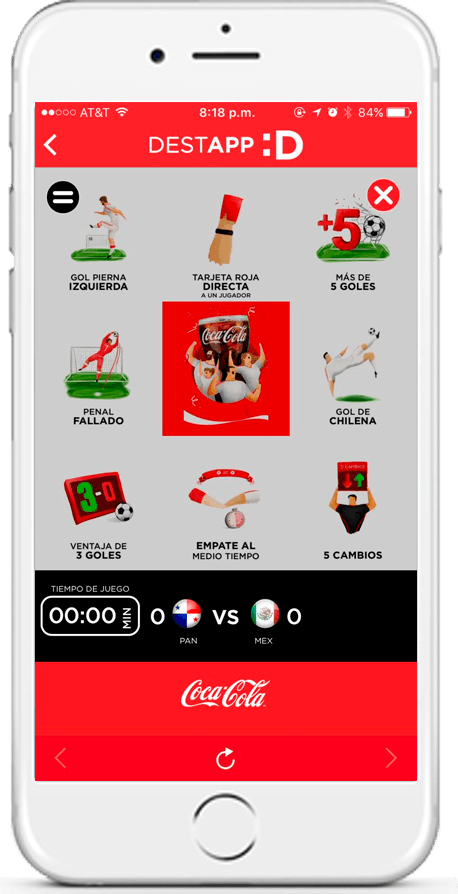 AT&T 8:18 p.m. 84%
DESTAPP :D
GOL PIERNA
IZQUIERDA
TARJETA ROJA
DIRECTA
A UN JUGADOR
+5
MÁS DE
5 GOLES
PENAL
FALLADO
Coca-Cola
GOL DE
CHILENA
3-0
VENTAJA DE
3 GOLES
EMPATE AL
MEDIO TIEMPO
5 CAMBIOS
5 CAMBIOS
TIEMPO DE JUEGO
00:00 MIN
0 VS 0
PAN MEX
Coca-Cola